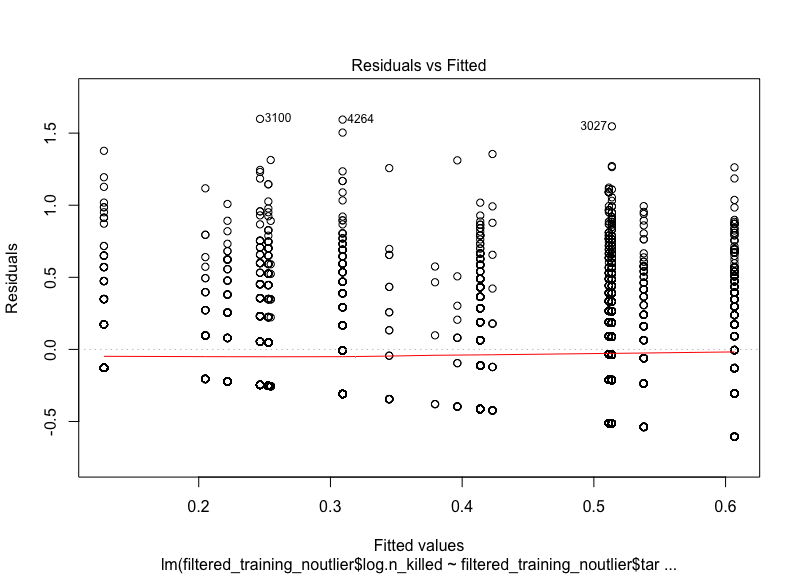 Residuals vs Fitted
Residuals
1.5
1.0
0.5
0.0
-0.5
3100
4264
3027
0.2 0.3 0.4 0.5 0.6
Fitted values
lm(filtered_training_noutlier$log.n_killed ~ filtered_training_noutlier$tar ...